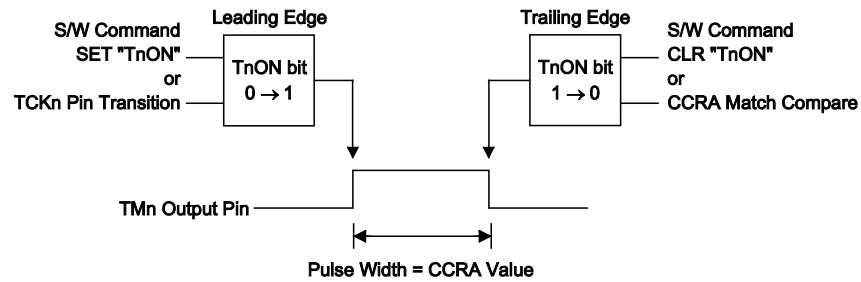 Leading Edge
S/W Command
SET "TnON"
or
TCKn Pin Transition
TnON bit
0 → 1
Trailing Edge
TnON bit
1 → 0
S/W Command
CLR "TnON"
or
CCRA Match Compare
TMn Output Pin
Pulse Width = CCRA Value